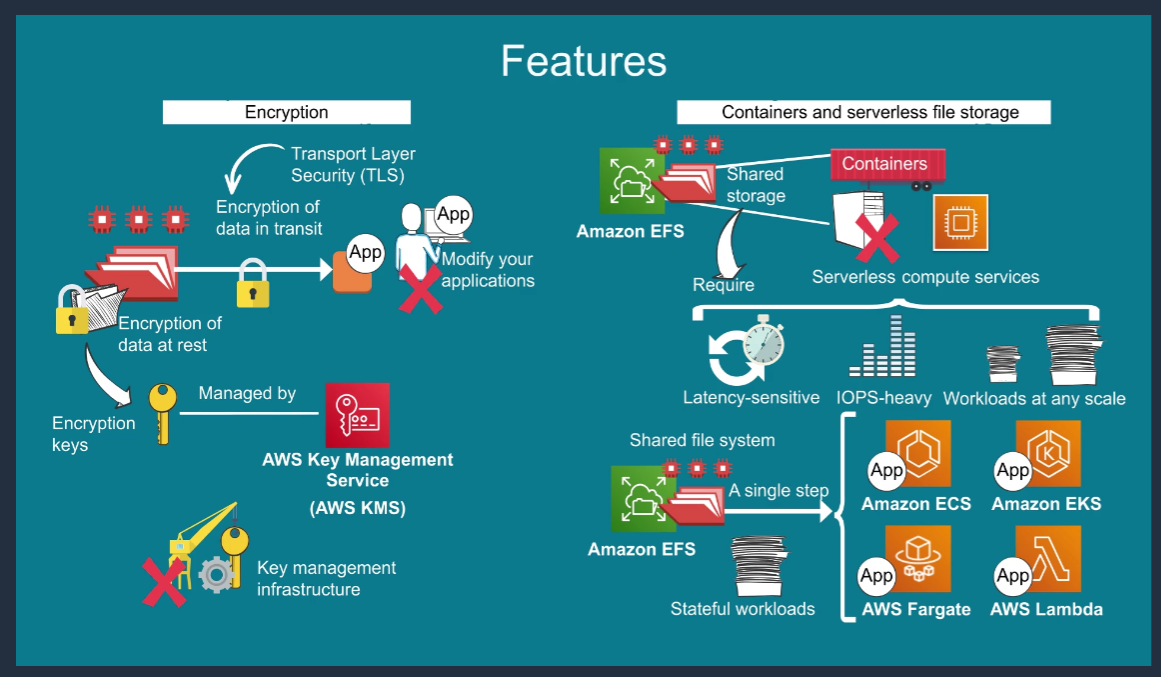 Features
Encryption
Transport Layer
Security (TLS)
Encryption of
data in transit
App
App
Modify your
applications
Encryption of
data at rest
Encryption
keys
Managed by
AWS Key Management
Service
(AWS KMS)
Key management
infrastructure
Containers and serverless file storage
Amazon EFS
Shared
storage
Containers
Require
Serverless compute services
Latency-sensitive
IOPS-heavy
Workloads at any scale
Shared file system
Amazon EFS
A single step
Stateful workloads
App
Amazon ECS
App
K
Amazon EKS
App
AWS Fargate
App
AWS Lambda